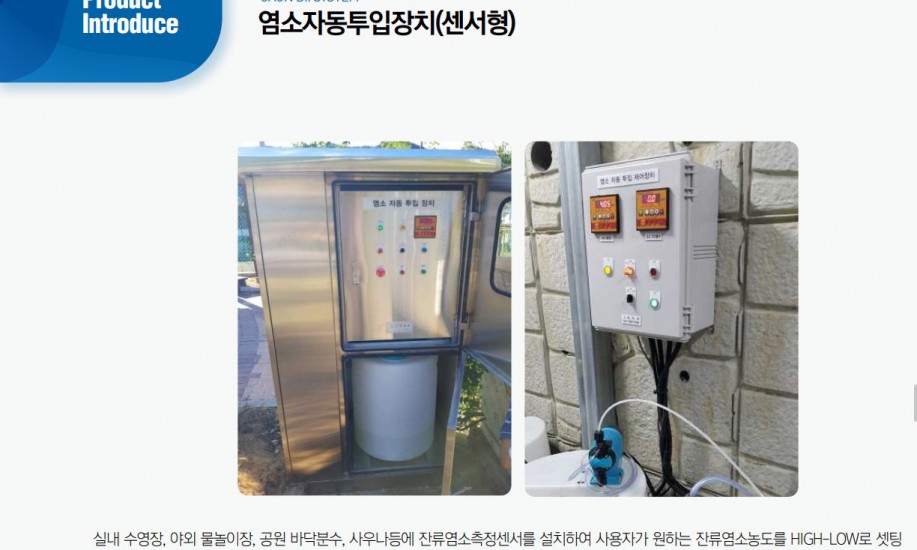 Product
Introduce
염소자동투입장치(센서형)
염소 자동 투입 장치
염소 자동 투입 제어장치
실내 수영장, 야외 물놀이장, 공원 바닥분수, 사우나등에 잔류염소측정센서를 설치하여 사용자가 원하는 잔류염소농도를 HIGH-LOW로 셋팅